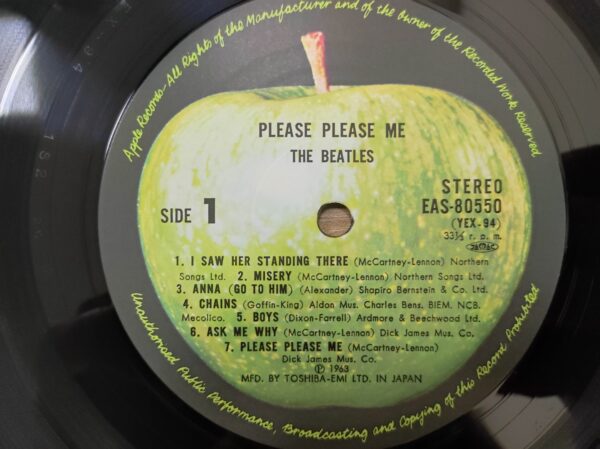 Apple Records–All Rights of the Manufacturer and of the Owner of the Recorded Work Reserved
PLEASE PLEASE ME
THE BEATLES
SIDE 1
STEREO
EAS-80550
(YEX-94)
33⅓ r. p. m.
1. I SAW HER STANDING THERE (McCartney-Lennon) Northern
Songs Ltd. 2. MISERY (McCartney-Lennon) Northern Songs Ltd.
3. ANNA (GO TO HIM) (Alexander) Shapiro Bernstein & Co. Ltd.
4. CHAINS (Goffin-King) Aldon Mus. Charles Bens, BIEM, NCB,
Mecolico. 5. BOYS (Dixon-Farrell) Ardmore & Beechwood Ltd.
6. ASK ME WHY (McCartney-Lennon) Dick James Mus. Co.
7. PLEASE PLEASE ME (McCartney-Lennon)
Dick James Mus. Co.
Ⓟ 1963
MFD. BY TOSHIBA-EMI LTD. IN JAPAN
Unauthorised Public Performance, Broadcasting and Copying of this Record Prohibited